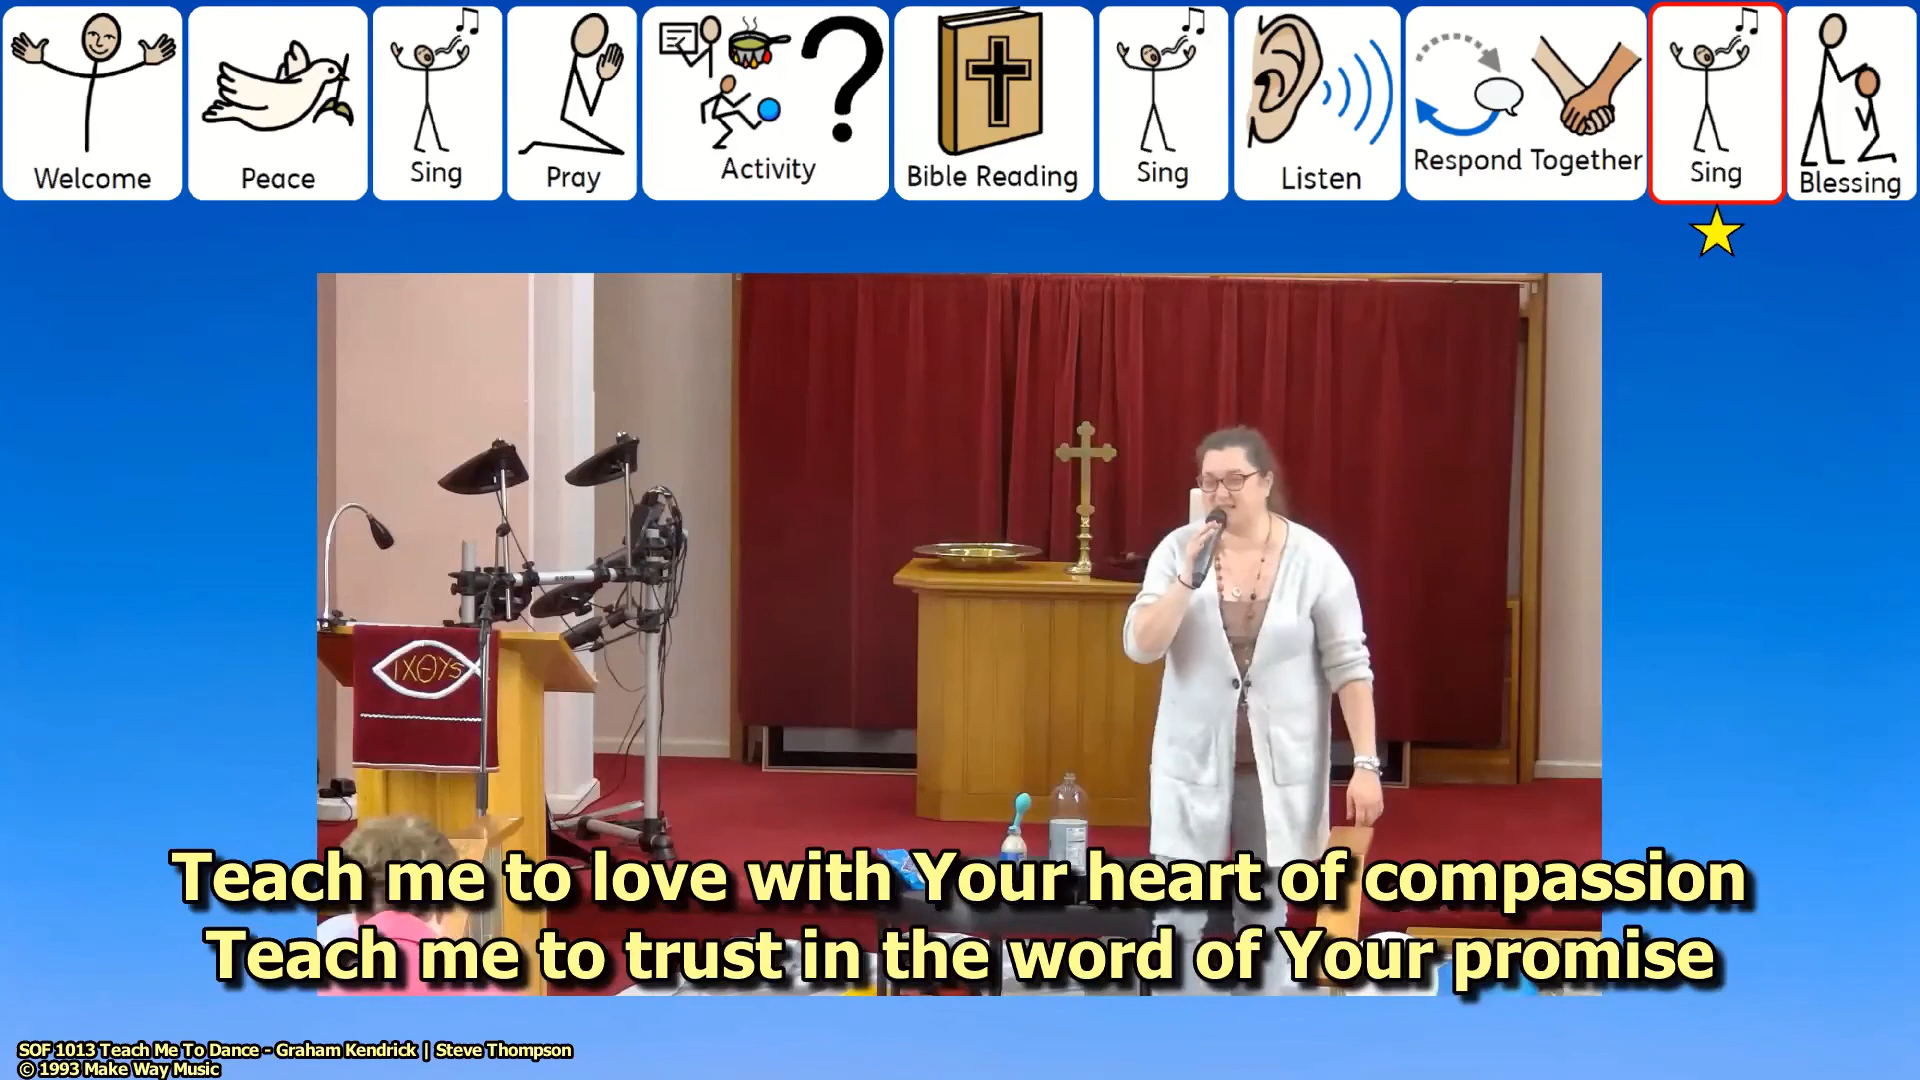 Welcome
Peace
Sing
Pray
Activity
Bible Reading
Sing
Listen
Respond Together
Sing
Blessing
ΙΧΘΥS
Teach me to love with Your heart of compassion
Teach me to trust in the word of Your promise
SOF 1013 Teach Me To Dance - Graham Kendrick | Steve Thompson
© 1993 Make Way Music